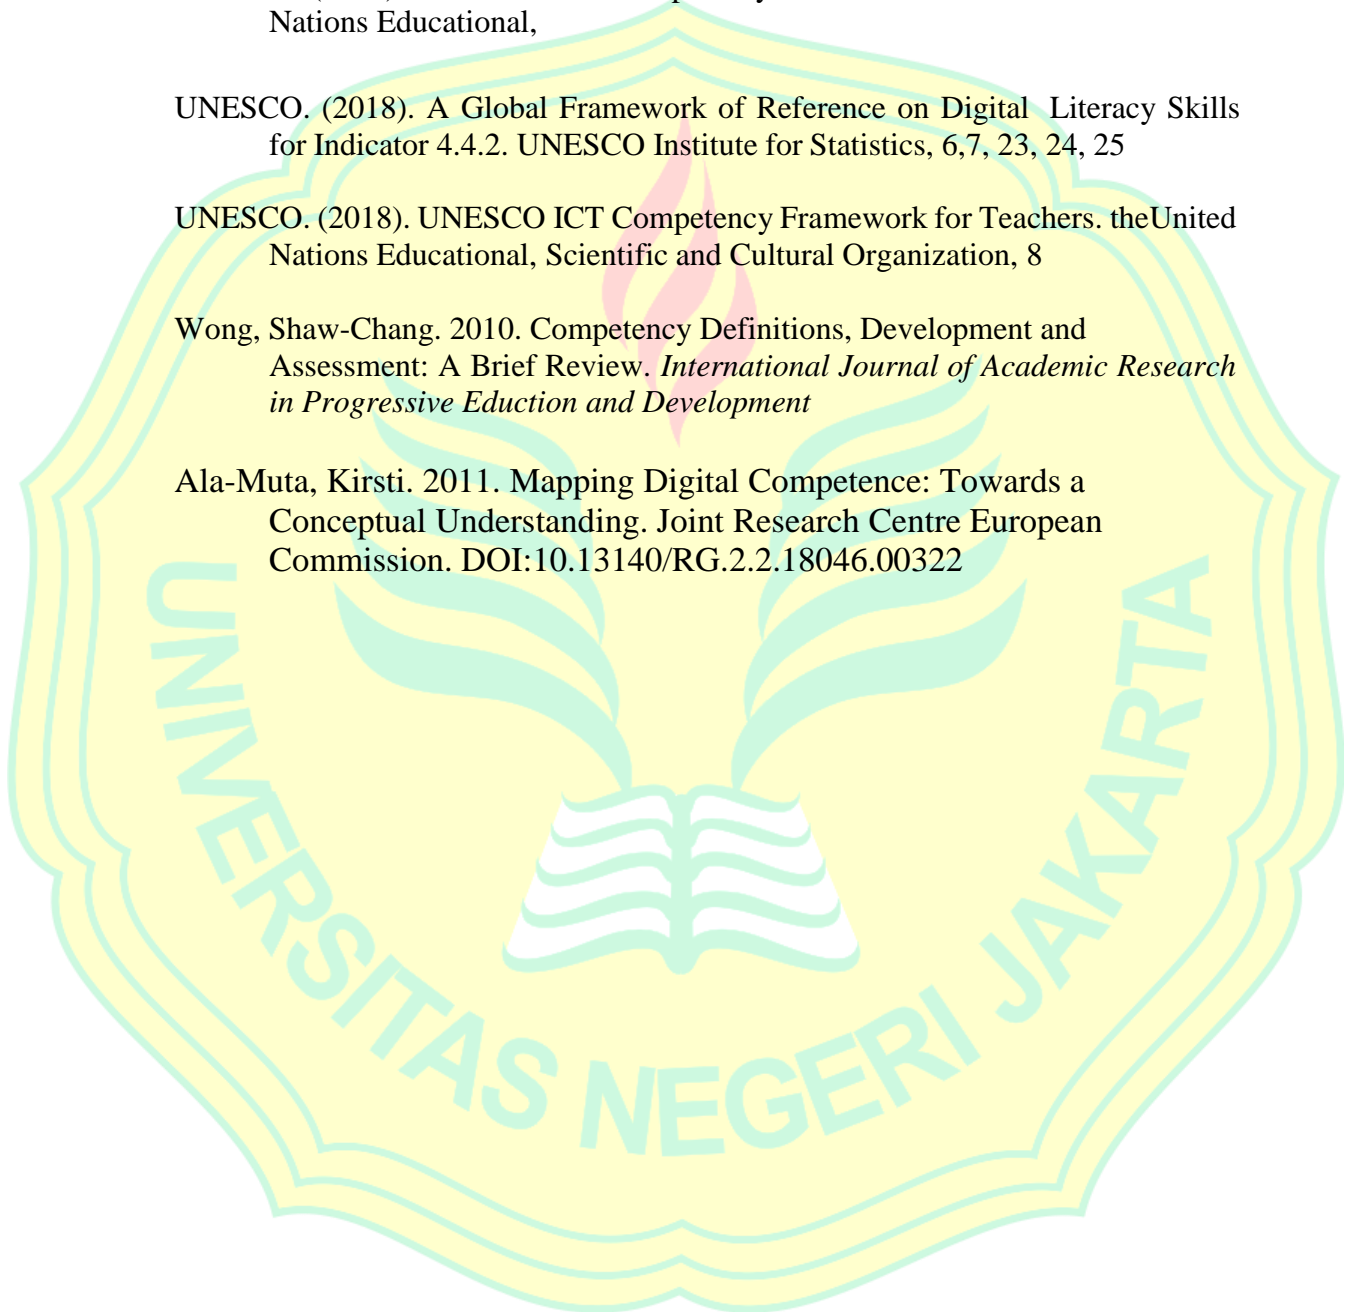 Nations Educational,
UNESCO. (2018). A Global Framework of Reference on Digital Literacy Skills
for Indicator 4.4.2. UNESCO Institute for Statistics, 6,7, 23, 24, 25
UNESCO. (2018). UNESCO ICT Competency Framework for Teachers. theUnited
Nations Educational, Scientific and Cultural Organization, 8
Wong, Shaw-Chang. 2010. Competency Definitions, Development and
Assessment: A Brief Review. International Journal of Academic Research
in Progressive Eduction and Development
Ala-Muta, Kirsti. 2011. Mapping Digital Competence: Towards a
Conceptual Understanding. Joint Research Centre European
Commission. DOI:10.13140/RG.2.2.18046.00322
UNIVERSITAS NEGERI JAKARTA